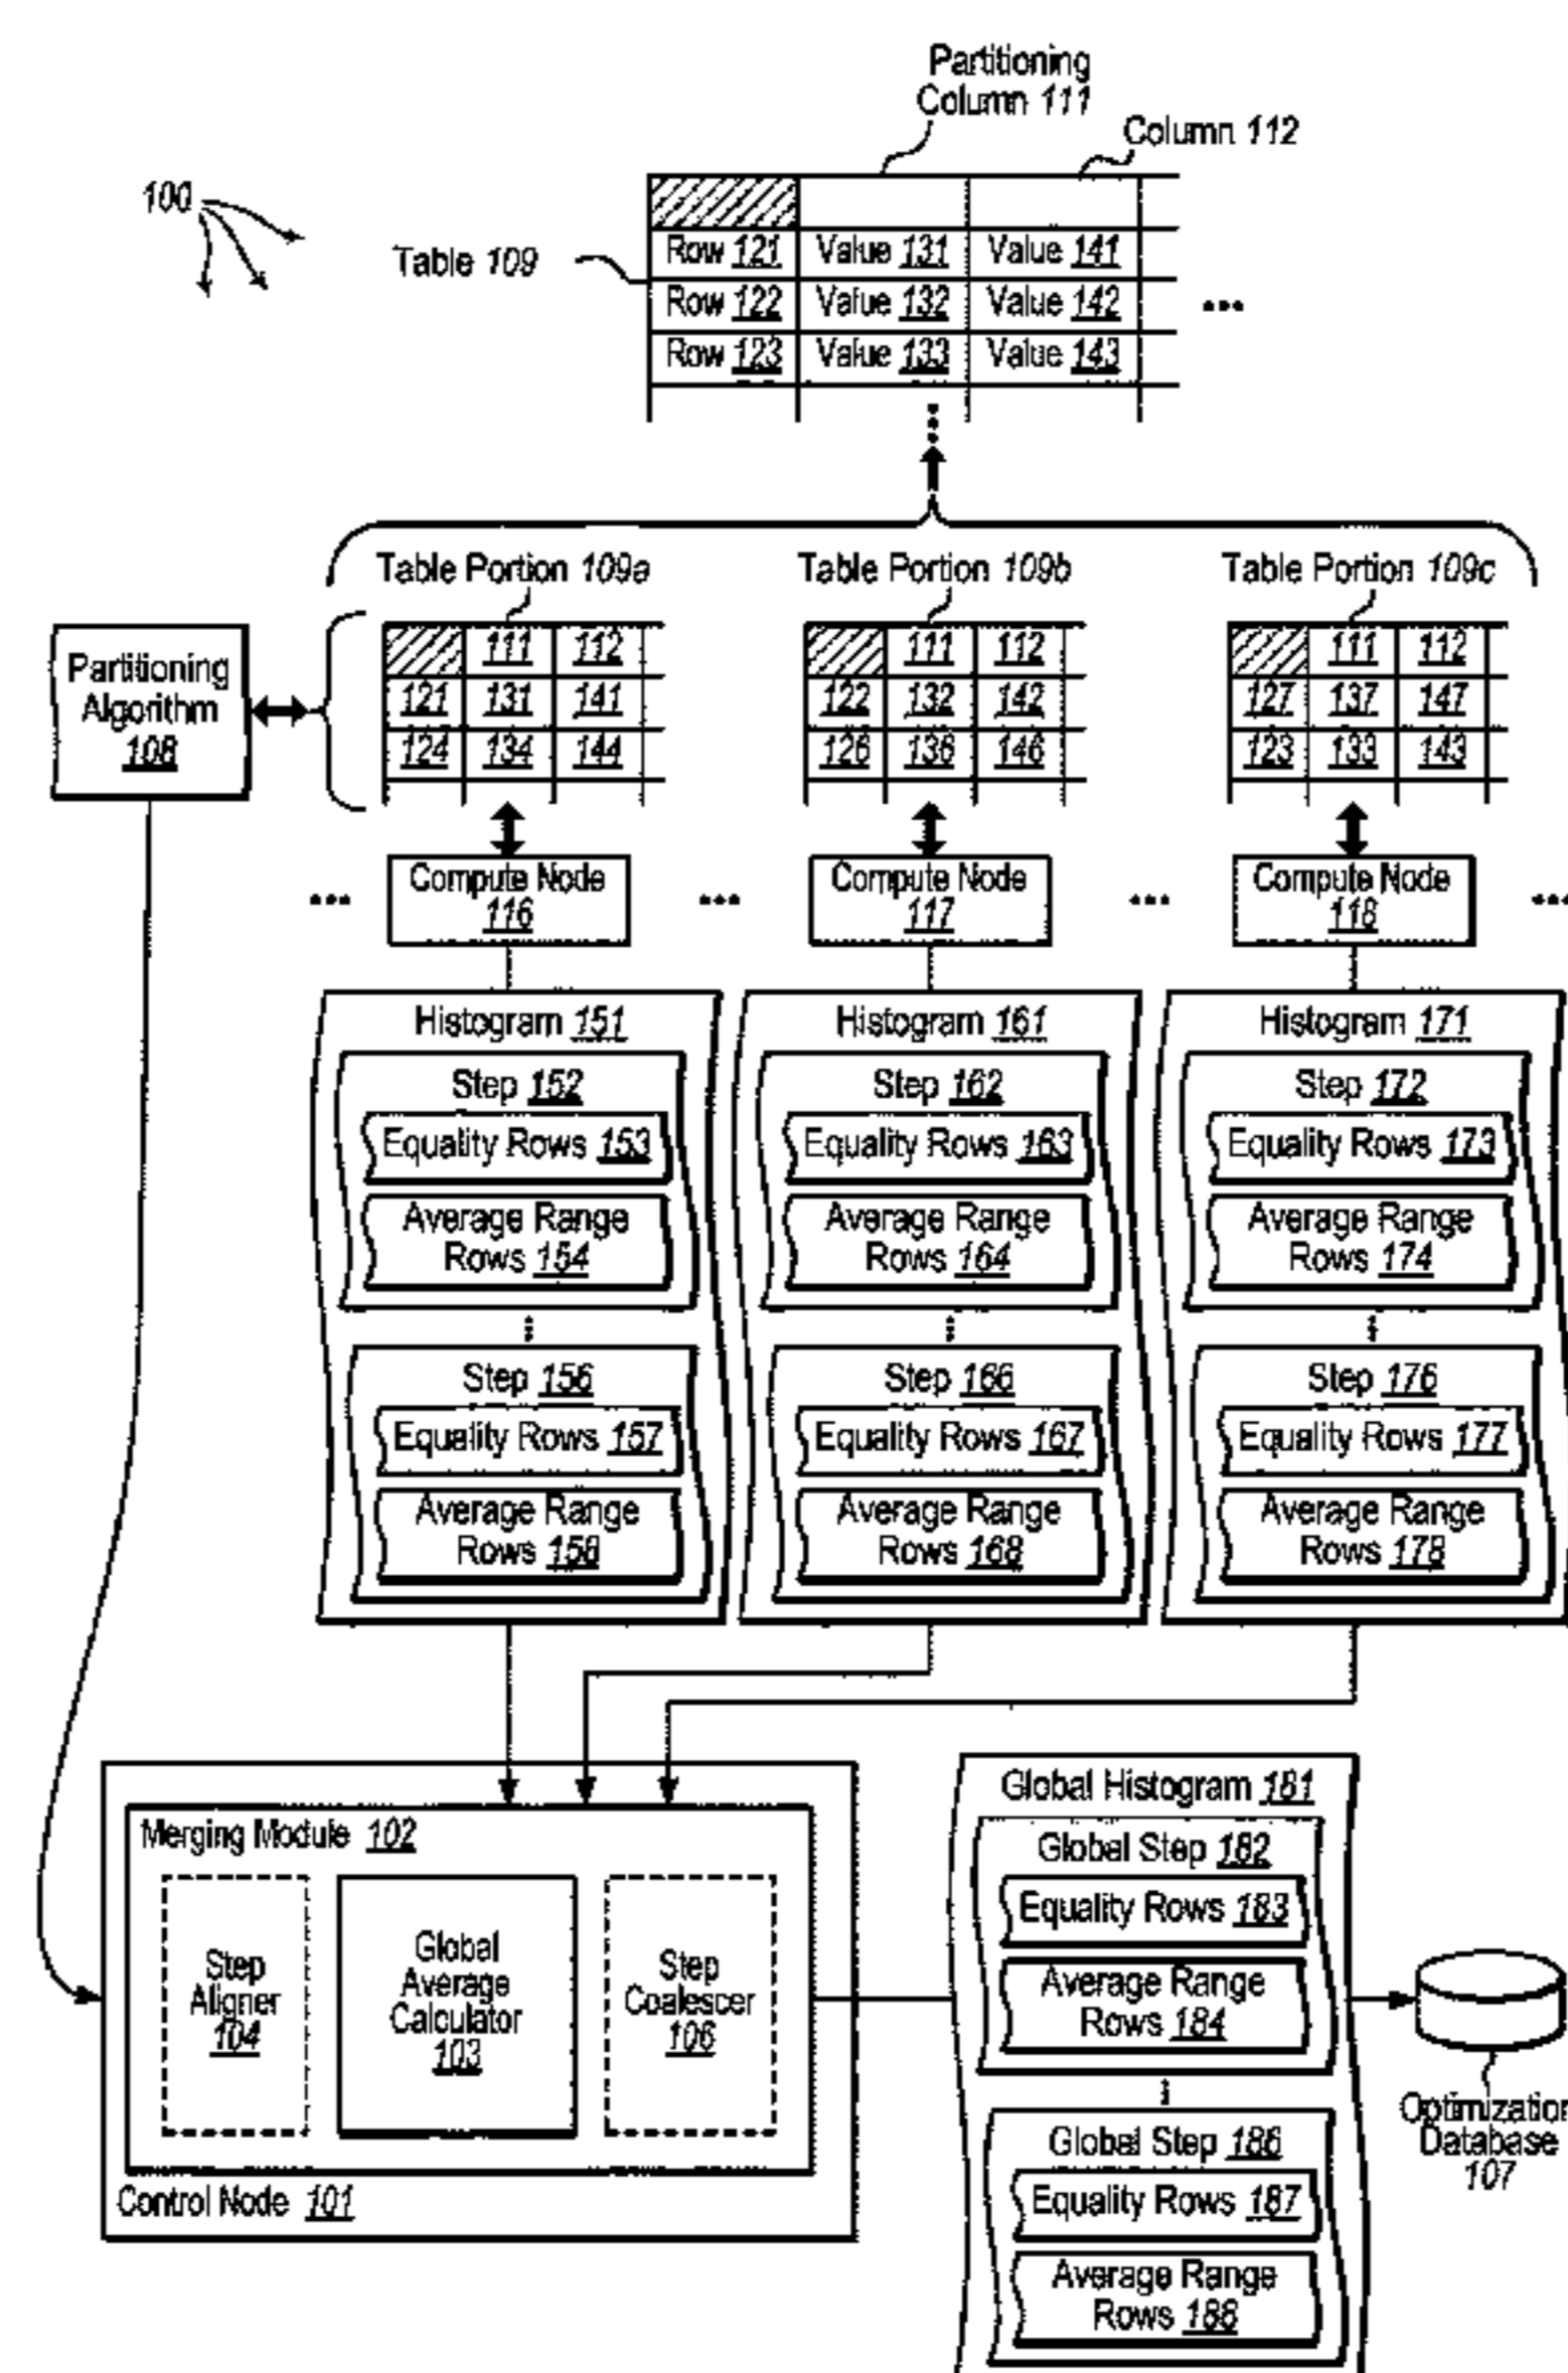 Partitioning
Column 111
Column 112
100
Table 109
Row 121 Value 131 Value 141
Row 122 Value 132 Value 142
Row 123 Value 133 Value 143
Table Portion 109a
Table Portion 109b
Table Portion 109c
Partitioning
Algorithm
108
111 112
121 131 141
124 134 144
111 112
122 132 142
126 136 146
111 112
127 137 147
123 133 143
Compute Node
116
Compute Node
117
Compute Node
118
Histogram 151
Step 152
Equality Rows 153
Average Range
Rows 154
Step 156
Equality Rows 157
Average Range
Rows 158
Histogram 161
Step 162
Equality Rows 163
Average Range
Rows 164
Step 166
Equality Rows 167
Average Range
Rows 168
Histogram 171
Step 172
Equality Rows 173
Average Range
Rows 174
Step 176
Equality Rows 177
Average Range
Rows 178
Merging Module 102
Step
Aligner
104
Global
Average
Calculator
103
Step
Coalescer
106
Control Node 101
Global Histogram 181
Global Step 182
Equality Rows 183
Average Range
Rows 184
Global Step 186
Equality Rows 187
Average Range
Rows 188
Optimization
Database
107